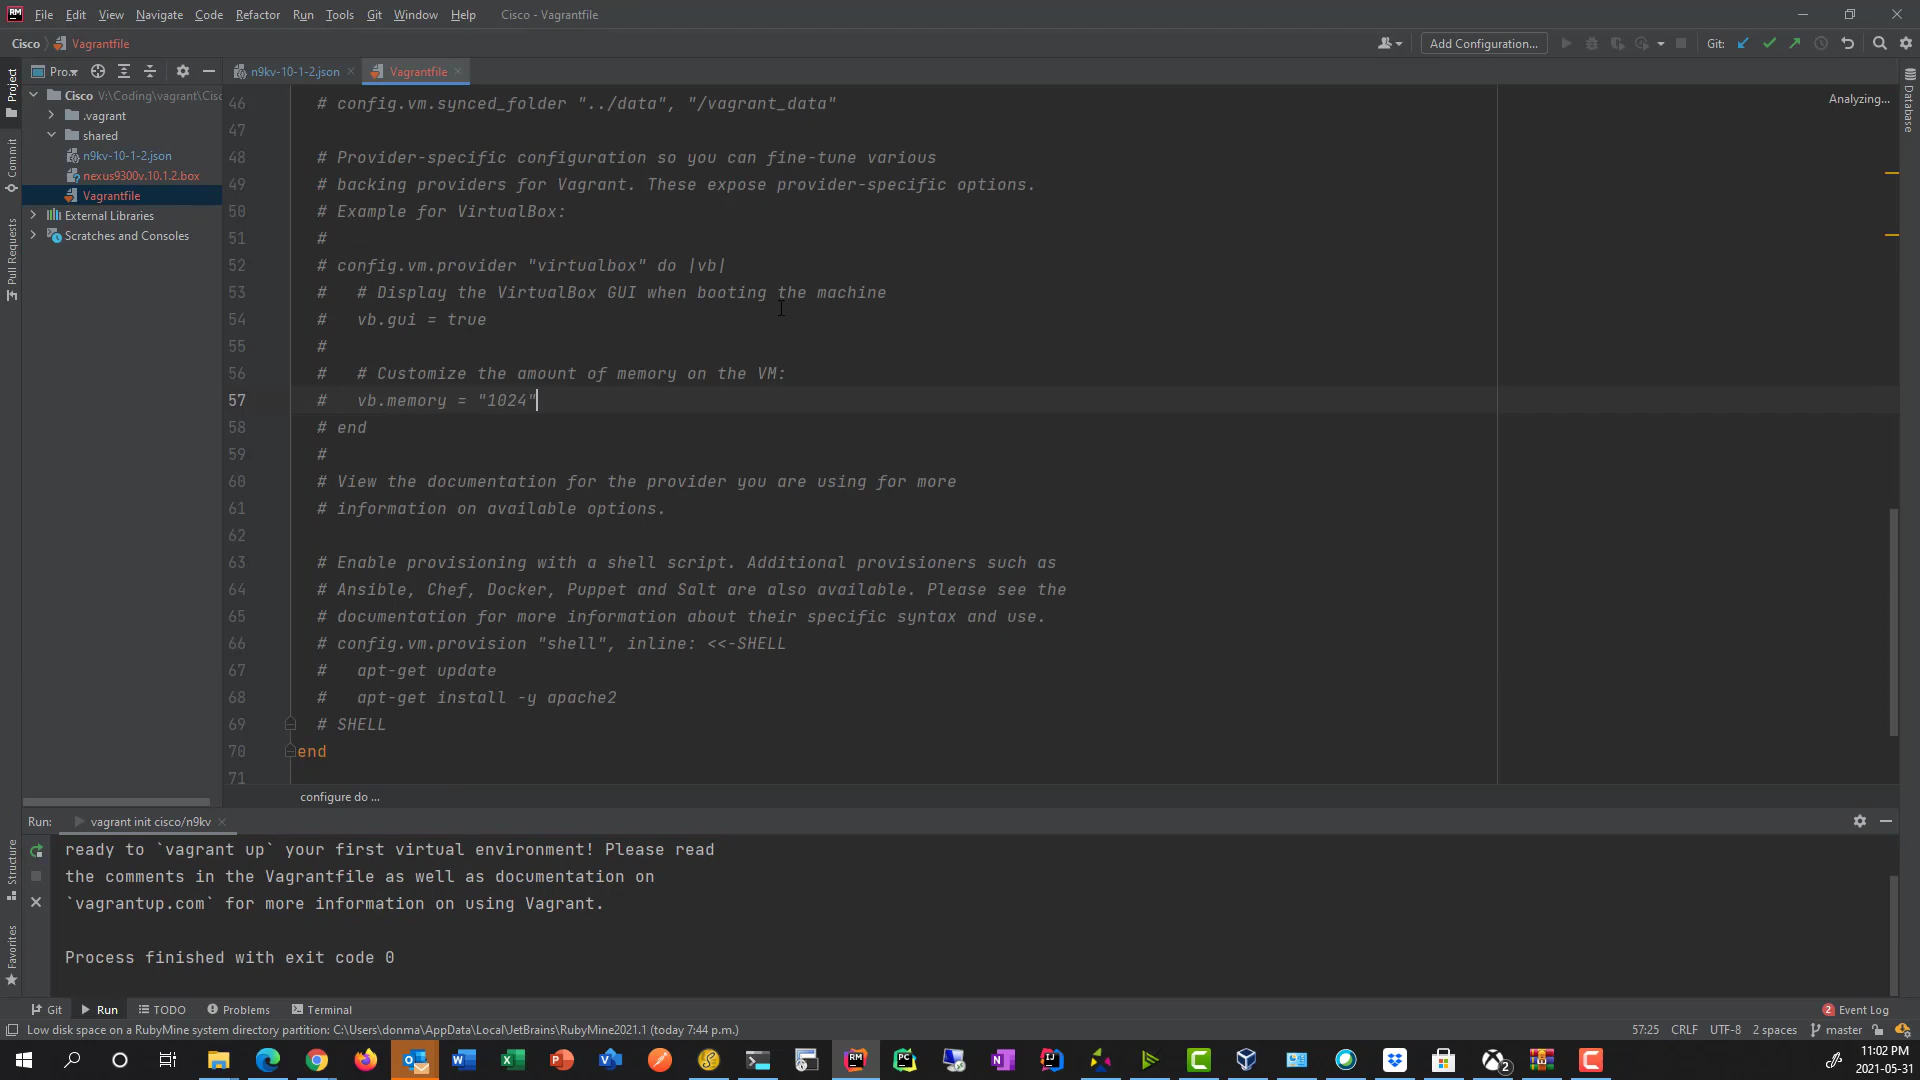 RM File Edit View Navigate Code Refactor Run Tools Git Window Help Cisco - Vagrantfile
Cisco Vagrantfile Add Configuration... Git:
Project Pro... n9kv-10-1-2.json Vagrantfile
Cisco V:\Coding\vagrant\Cisc
.vagrant
shared
n9kv-10-1-2.json
nexus9300v.10.1.2.box
Vagrantfile
External Libraries
Scratches and Consoles
Commit
Pull Requests
Structure
Favorites
Database
Analyzing...
46 # config.vm.synced_folder "../data", "/vagrant_data"
47
48 # Provider-specific configuration so you can fine-tune various
49 # backing providers for Vagrant. These expose provider-specific options.
50 # Example for VirtualBox:
51 #
52 # config.vm.provider "virtualbox" do |vb|
53 #   # Display the VirtualBox GUI when booting the machine
54 #   vb.gui = true
55 #
56 #   # Customize the amount of memory on the VM:
57 #   vb.memory = "1024"
58 # end
59 #
60 # View the documentation for the provider you are using for more
61 # information on available options.
62
63 # Enable provisioning with a shell script. Additional provisioners such as
64 # Ansible, Chef, Docker, Puppet and Salt are also available. Please see the
65 # documentation for more information about their specific syntax and use.
66 # config.vm.provision "shell", inline: <<-SHELL
67 #   apt-get update
68 #   apt-get install -y apache2
69 # SHELL
70 end
71
configure do ...
Run: vagrant init cisco/n9kv
ready to `vagrant up` your first virtual environment! Please read
the comments in the Vagrantfile as well as documentation on
`vagrantup.com` for more information on using Vagrant.
Process finished with exit code 0
Git Run TODO Problems Terminal 2 Event Log
Low disk space on a RubyMine system directory partition: C:\Users\donma\AppData\Local\JetBrains\RubyMine2021.1 (today 7:44 p.m.) 57:25 CRLF UTF-8 2 spaces master
RM PC 2 11:02 PM
2021-05-31